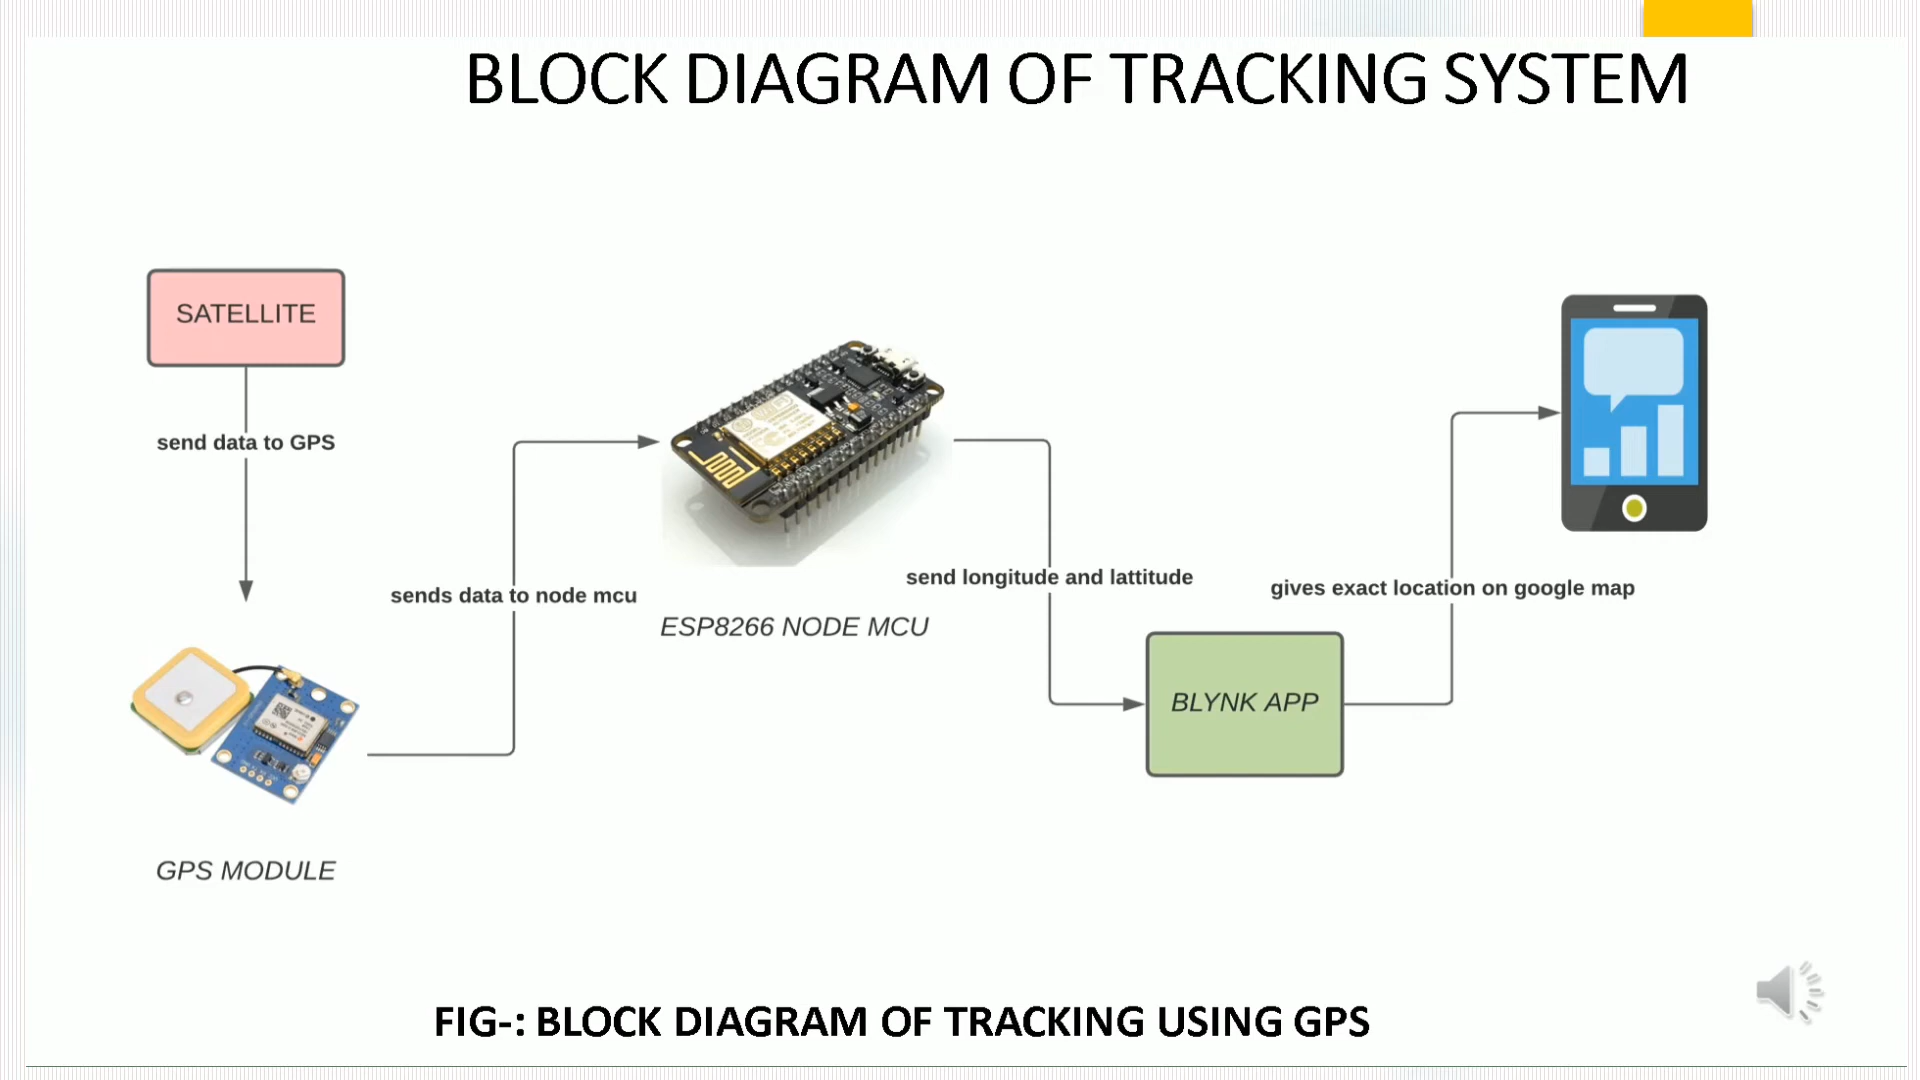 BLOCK DIAGRAM OF TRACKING SYSTEM
SATELLITE
send data to GPS
sends data to node mcu
GPS MODULE
ESP8266 NODE MCU
send longitude and lattitude
BLYNK APP
gives exact location on google map
FIG-: BLOCK DIAGRAM OF TRACKING USING GPS